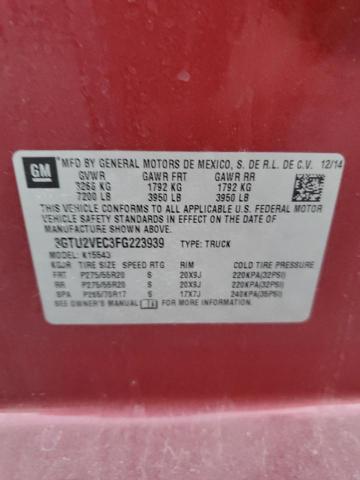 GM
MFD BY GENERAL MOTORS DE MEXICO, S. DE R.L. DE C.V. 12/14
GVWR GAWR FRT GAWR RR
3266 KG 1792 KG 1792 KG
7200 LB 3950 LB 3950 LB
THIS VEHICLE CONFORMS TO ALL APPLICABLE U.S. FEDERAL MOTOR
VEHICLE SAFETY STANDARDS IN EFFECT ON THE DATE OF
MANUFACTURE SHOWN ABOVE.
3GTU2VEC3FG223939 TYPE: TRUCK
MODEL: K15543
TIRE SIZE SPEED RTG RIM COLD TIRE PRESSURE
FRT P275/55R20 S 20X9J 220KPA(32PSI)
RR P275/55R20 S 20X9J 220KPA(32PSI)
SPA P265/70R17 S 17X7J 240KPA(35PSI)
SEE OWNER'S MANUAL FOR MORE INFORMATION